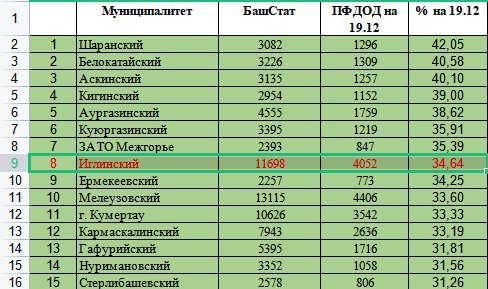 1 Муниципалитет БашСтат ПФДОД на 19.12 % на 19.12
2 1 Шаранский 3082 1296 42,05
3 2 Белокатайский 3226 1309 40,58
4 3 Аскинский 3135 1257 40,10
5 4 Кигинский 2954 1152 39,00
6 5 Аургазинский 4555 1759 38,62
7 6 Куюргазинский 3395 1219 35,91
8 7 ЗАТО Межгорье 2393 847 35,39
9 8 Иглинский 11698 4052 34,64
10 9 Ермекеевский 2257 773 34,25
11 10 Мелеузовский 13115 4406 33,60
12 11 г. Кумертау 10626 3542 33,33
13 12 Кармаскалинский 7943 2636 33,19
14 13 Гафурийский 5395 1716 31,81
15 14 Нуримановский 3352 1058 31,56
16 15 Стерлибашевский 2578 806 31,26